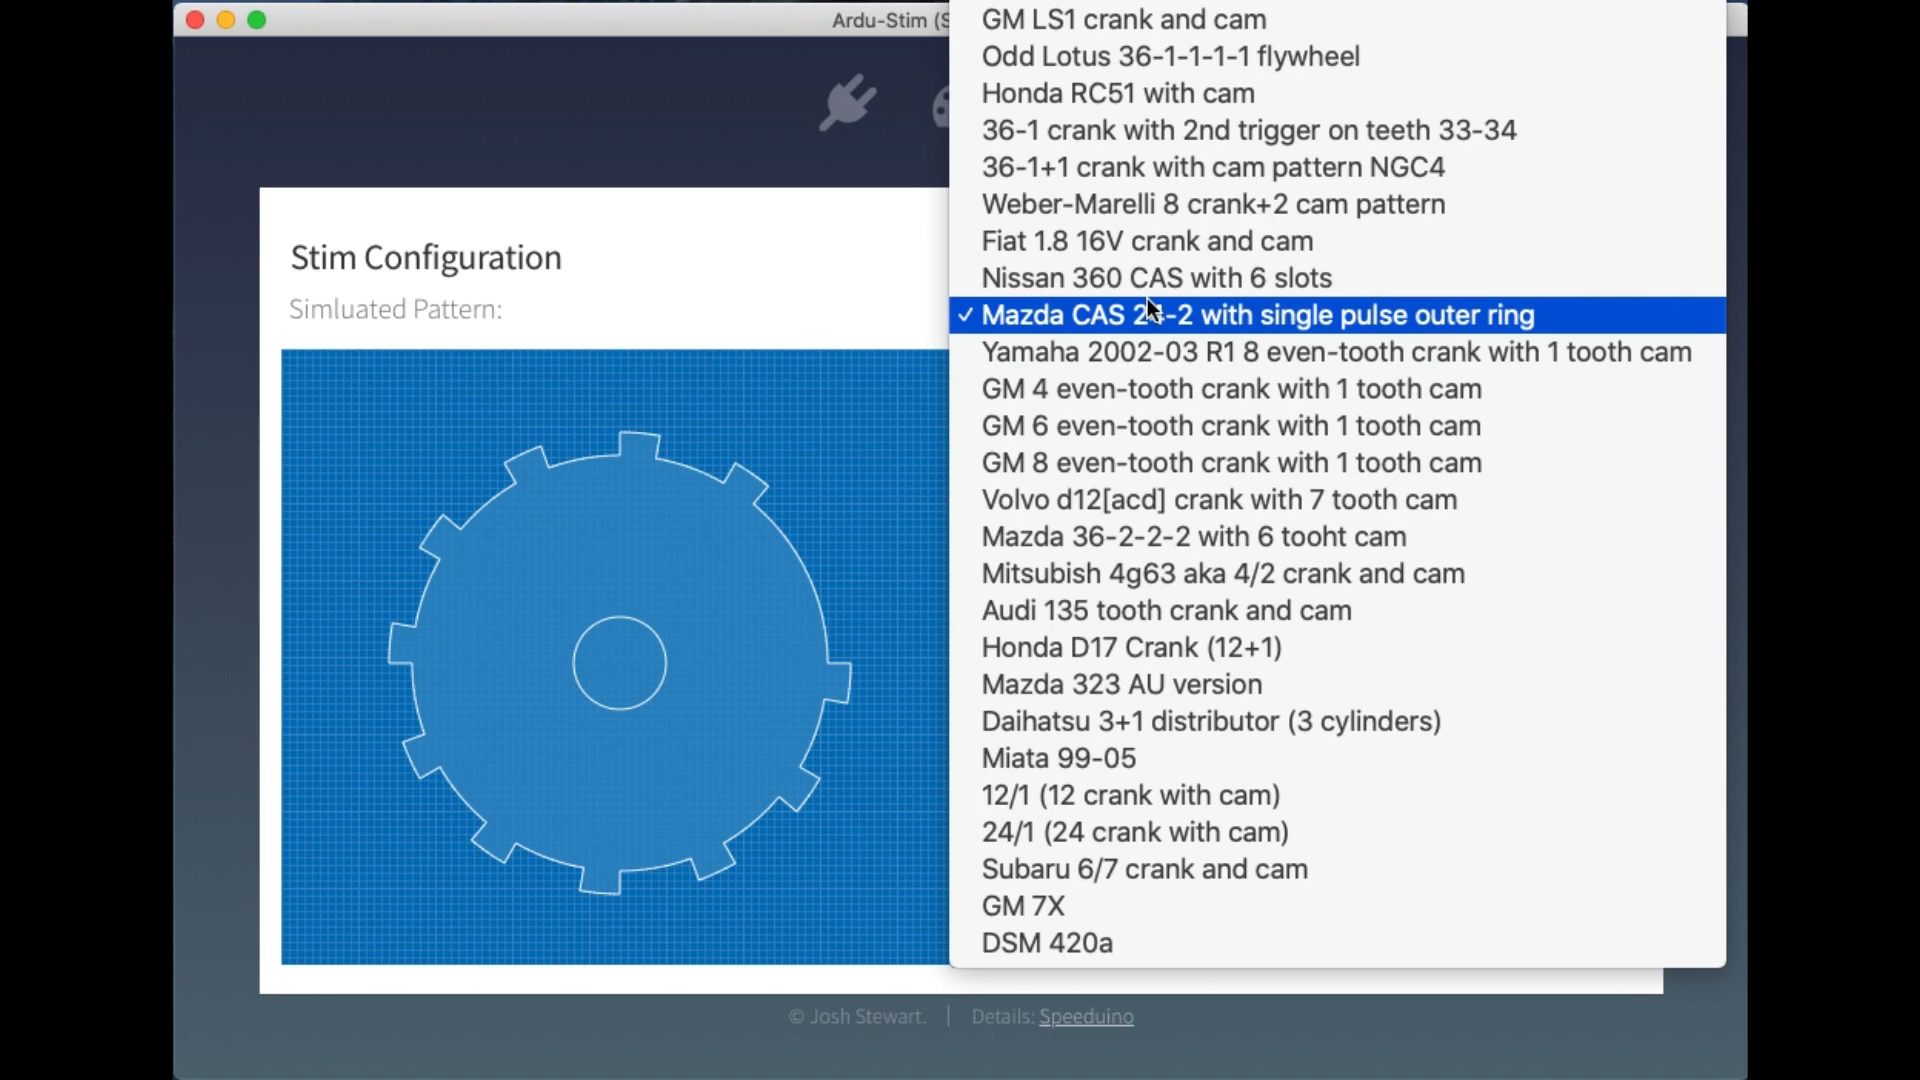 Ardu-Stim (S
GM LS1 crank and cam
Odd Lotus 36-1-1-1-1 flywheel
Honda RC51 with cam
36-1 crank with 2nd trigger on teeth 33-34
36-1+1 crank with cam pattern NGC4
Weber-Marelli 8 crank+2 cam pattern
Fiat 1.8 16V crank and cam
Nissan 360 CAS with 6 slots
✓ Mazda CAS 24-2 with single pulse outer ring
Yamaha 2002-03 R1 8 even-tooth crank with 1 tooth cam
GM 4 even-tooth crank with 1 tooth cam
GM 6 even-tooth crank with 1 tooth cam
GM 8 even-tooth crank with 1 tooth cam
Volvo d12[acd] crank with 7 tooth cam
Mazda 36-2-2-2 with 6 tooht cam
Mitsubish 4g63 aka 4/2 crank and cam
Audi 135 tooth crank and cam
Honda D17 Crank (12+1)
Mazda 323 AU version
Daihatsu 3+1 distributor (3 cylinders)
Miata 99-05
12/1 (12 crank with cam)
24/1 (24 crank with cam)
Subaru 6/7 crank and cam
GM 7X
DSM 420a
Stim Configuration
Simluated Pattern:
© Josh Stewart. | Details: Speeduino